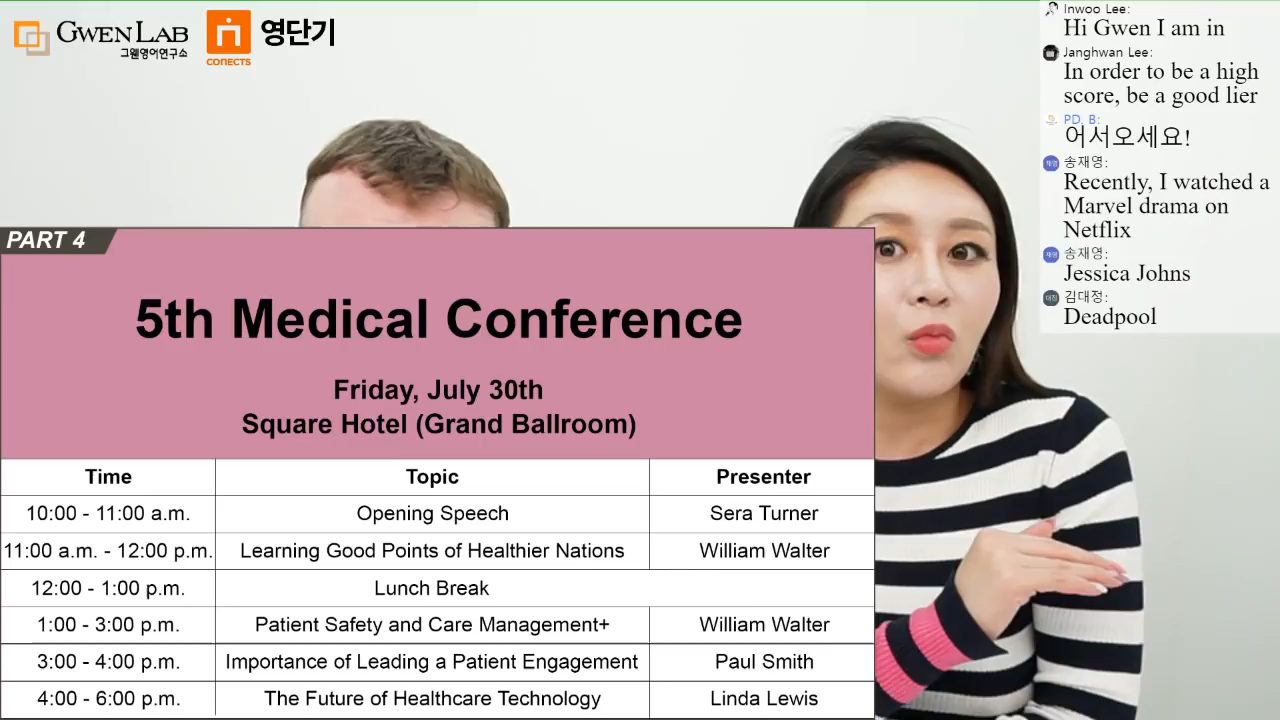 GWEN LAB
그웬영어연구소
CONECTS
영단기
Inwoo Lee:
Hi Gwen I am in
Janghwan Lee:
In order to be a high
score, be a good lier
PD. B:
어서오세요!
송재영:
Recently, I watched a
Marvel drama on
Netflix
송재영:
Jessica Johns
김대정:
Deadpool
PART 4
5th Medical Conference
Friday, July 30th
Square Hotel (Grand Ballroom)
Time Topic Presenter
10:00 - 11:00 a.m. Opening Speech Sera Turner
11:00 a.m. - 12:00 p.m. Learning Good Points of Healthier Nations William Walter
12:00 - 1:00 p.m. Lunch Break
1:00 - 3:00 p.m. Patient Safety and Care Management+ William Walter
3:00 - 4:00 p.m. Importance of Leading a Patient Engagement Paul Smith
4:00 - 6:00 p.m. The Future of Healthcare Technology Linda Lewis